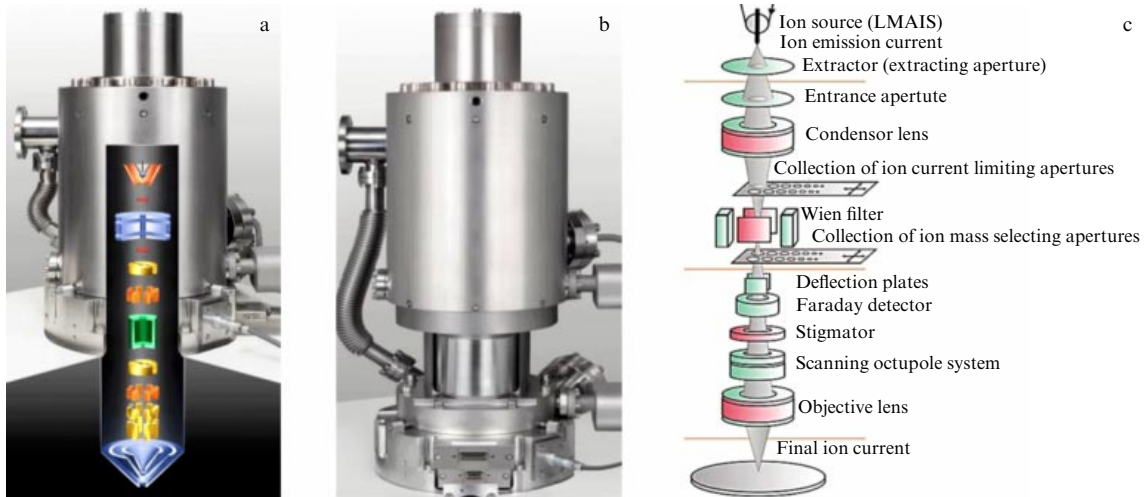 a
b
c
Ion source (LMAIS)
Ion emission current
Extractor (extracting aperture)
Entrance apertute
Condensor lens
Collection of ion current limiting apertures
Wien filter
Collection of ion mass selecting apertures
Deflection plates
Faraday detector
Stigmator
Scanning octupole system
Objective lens
Final ion current